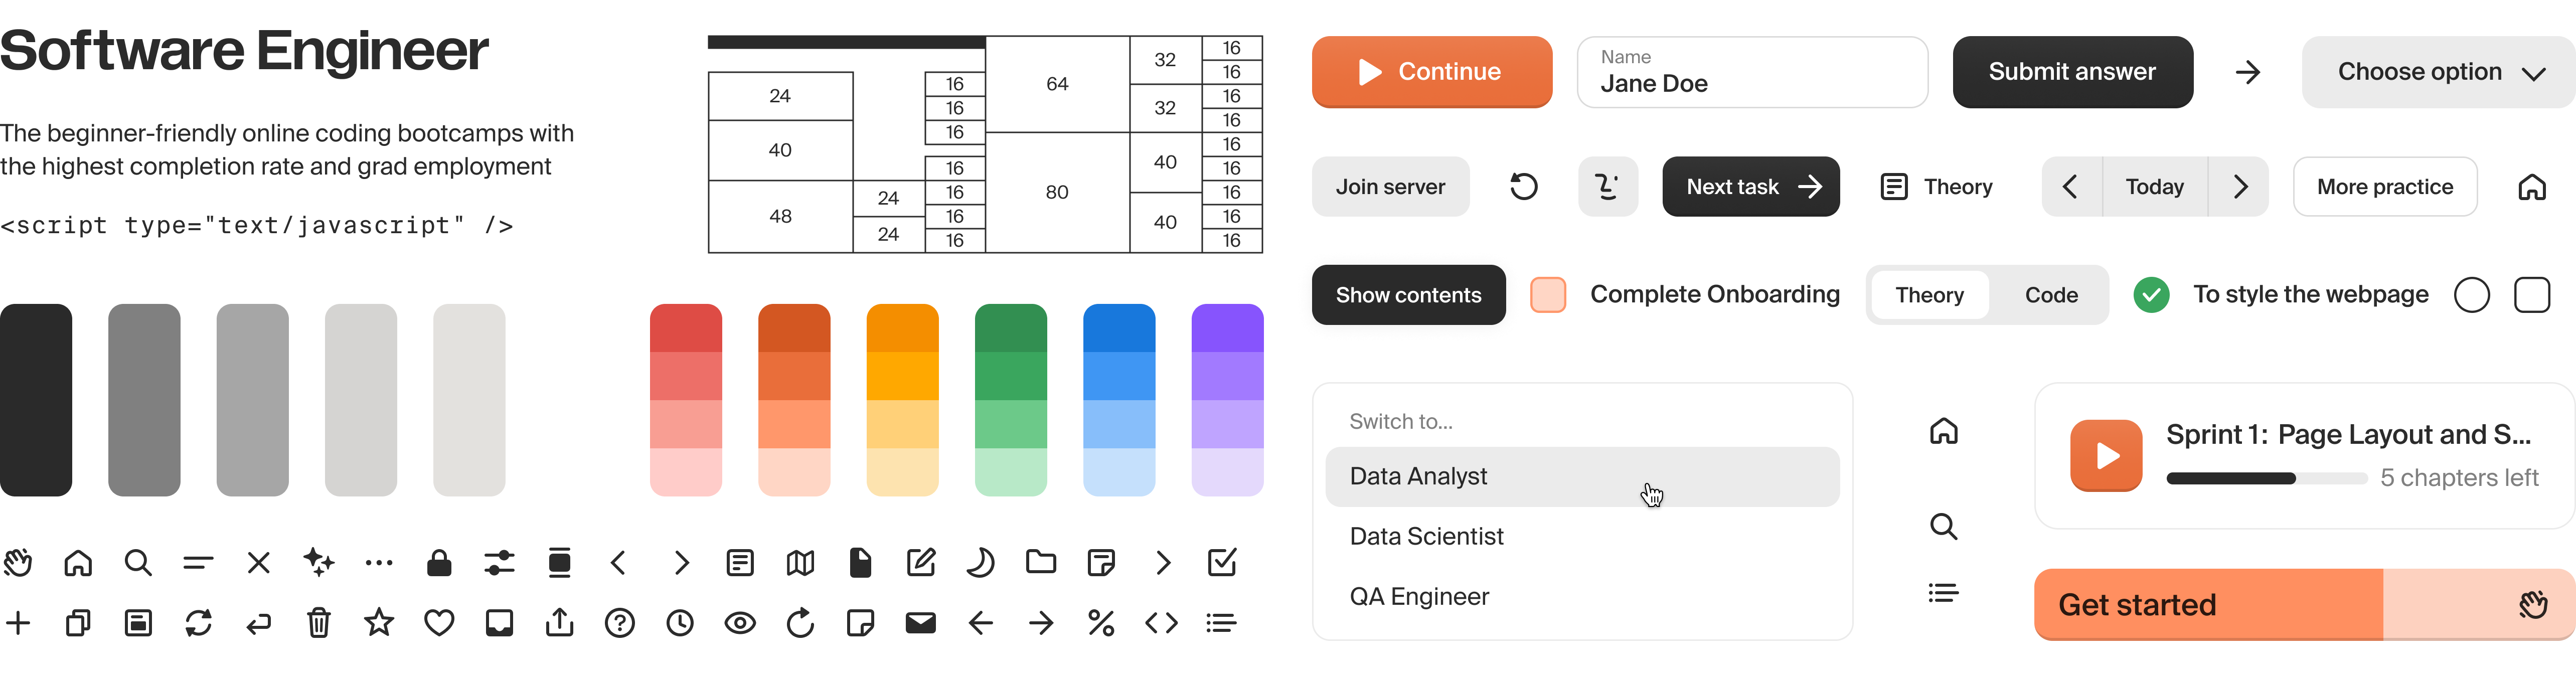 Software Engineer
The beginner-friendly online coding bootcamps with
the highest completion rate and grad employment
<script type="text/javascript" />
24
40
48
24
24
16
16
16
16
16
16
16
64
80
32
32
40
40
16
16
16
16
16
16
16
16
16
Continue
Name
Jane Doe
Submit answer
Choose option
Join server
Next task
Theory
Today
More practice
Show contents
Complete Onboarding
Theory
Code
To style the webpage
Switch to...
Data Analyst
Data Scientist
QA Engineer
Sprint 1: Page Layout and S...
5 chapters left
Get started